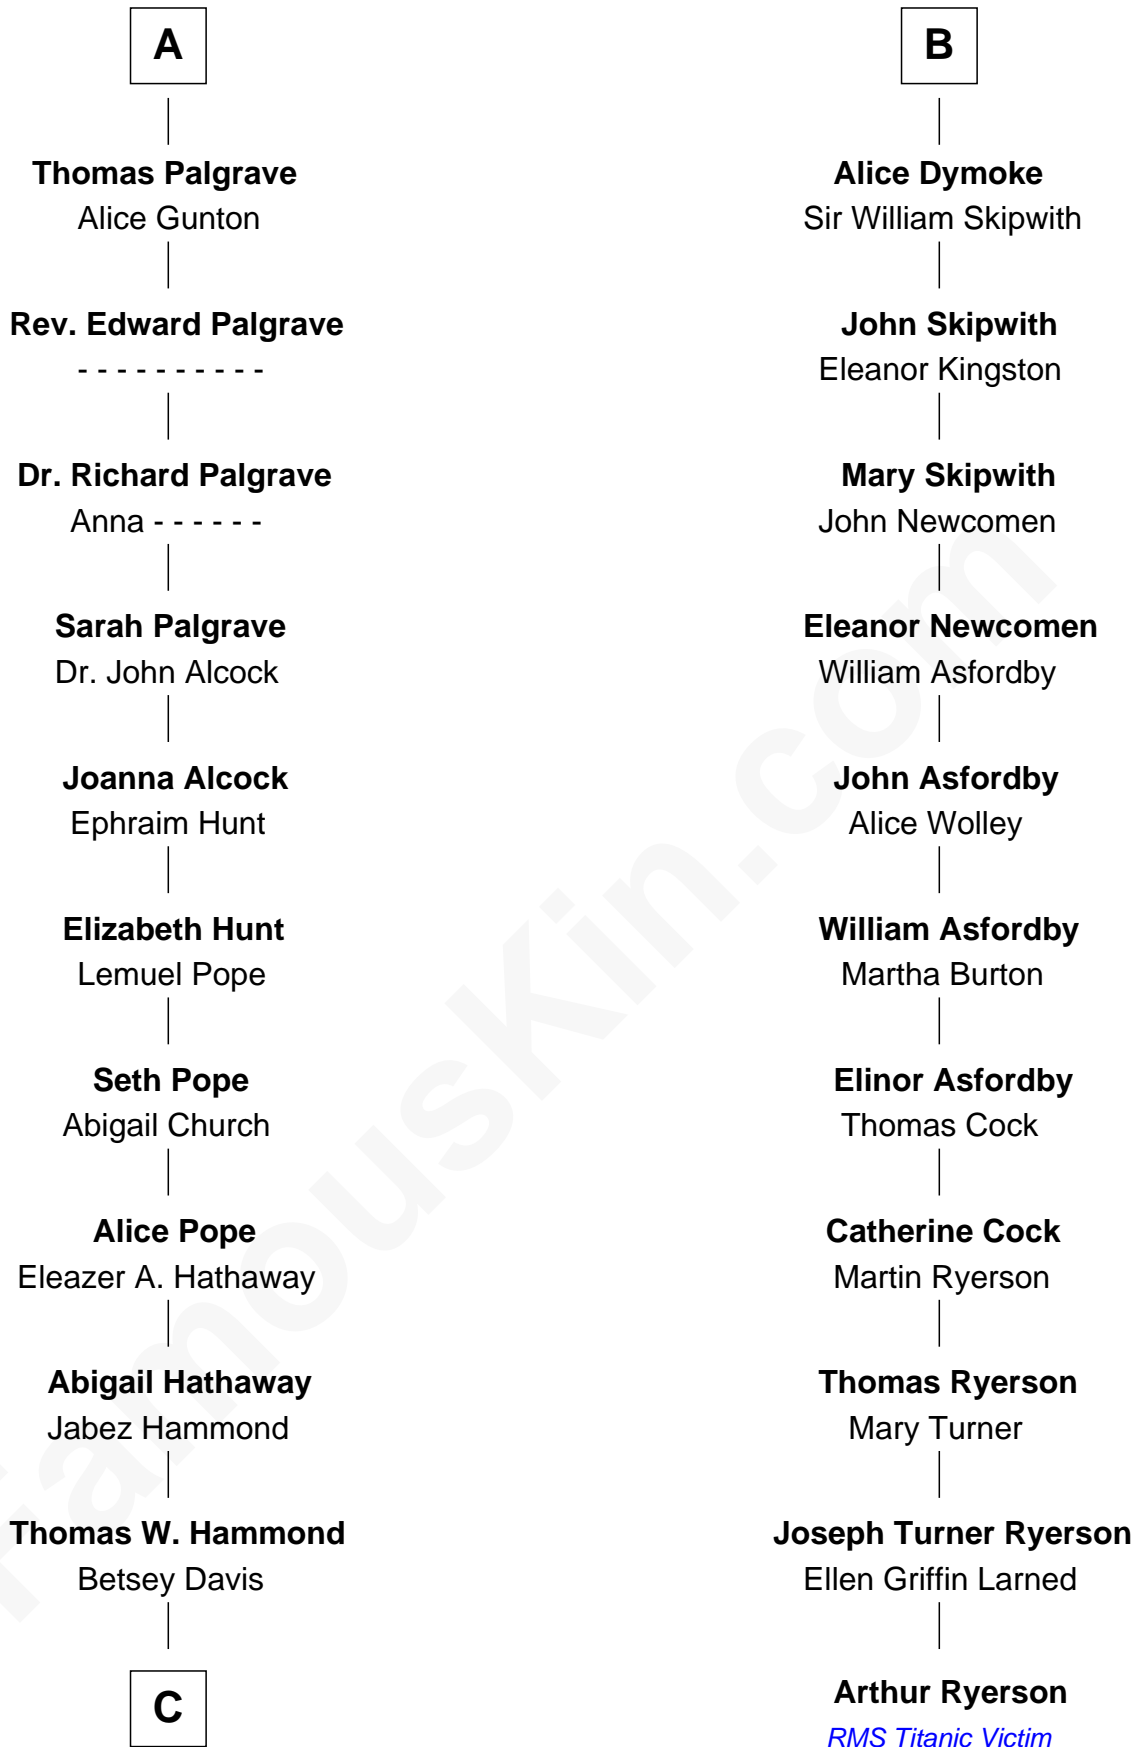 A
Thomas Palgrave
Alice Gunton
Rev. Edward Palgrave
- - - - - - - - - -
Dr. Richard Palgrave
Anna - - - - - -
Sarah Palgrave
Dr. John Alcock
Joanna Alcock
Ephraim Hunt
Elizabeth Hunt
Lemuel Pope
Seth Pope
Abigail Church
Alice Pope
Eleazer A. Hathaway
Abigail Hathaway
Jabez Hammond
Thomas W. Hammond
Betsey Davis
C
B
Alice Dymoke
Sir William Skipwith
John Skipwith
Eleanor Kingston
Mary Skipwith
John Newcomen
Eleanor Newcomen
William Asfordby
John Asfordby
Alice Wolley
William Asfordby
Martha Burton
Elinor Asfordby
Thomas Cock
Catherine Cock
Martin Ryerson
Thomas Ryerson
Mary Turner
Joseph Turner Ryerson
Ellen Griffin Larned
Arthur Ryerson
RMS Titanic Victim
FamousKin.com